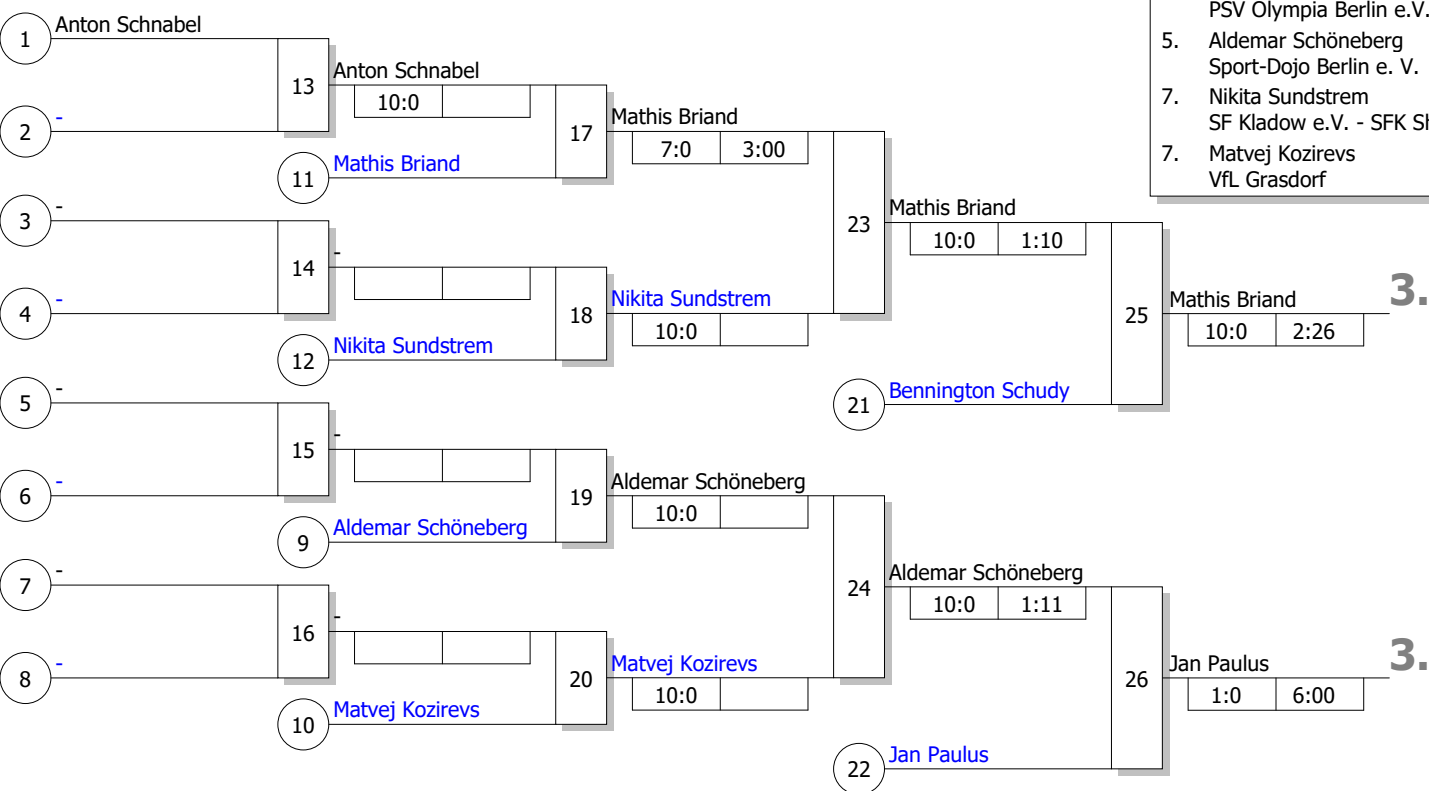 PSV Olympia Berlin e.V.
5. Aldemar Schöneberg
Sport-Dojo Berlin e. V.
7. Nikita Sundstrem
SF Kladow e.V. - SFK
7. Matvej Kozirevs
VfL Grasdorf
1 Anton Schnabel
13 Anton Schnabel
10:0
2 -
17 Mathis Briand
7:0 3:00
11 Mathis Briand
3 -
23 Mathis Briand
10:0 1:10
14 -
4 -
18 Nikita Sundstrem
10:0
12 Nikita Sundstrem
25 Mathis Briand 3.
10:0 2:26
5 -
21 Bennington Schudy
15 -
6 -
19 Aldemar Schöneberg
10:0
9 Aldemar Schöneberg
7 -
24 Aldemar Schöneberg
10:0 1:11
16 -
8 -
20 Matvej Kozirevs
10:0
10 Matvej Kozirevs
26 Jan Paulus 3.
1:0 6:00
22 Jan Paulus